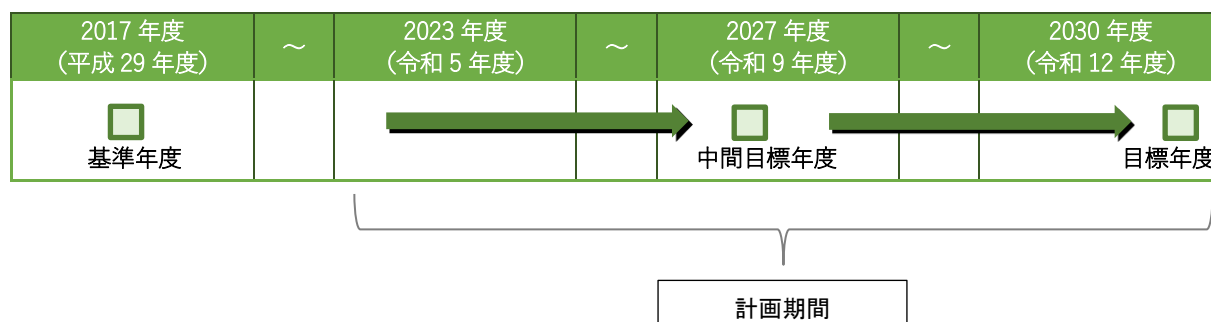 2017 年度
(平成 29 年度)
～
2023 年度
(令和 5 年度)
～
2027 年度
(令和 9 年度)
～
2030 年度
(令和 12 年度)
基準年度
中間目標年度
目標年度
計画期間